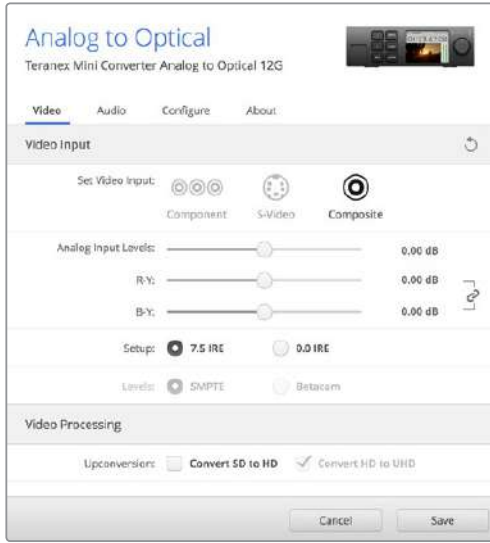 Analog to Optical
Teranex Mini Converter Analog to Optical 12G
Video Audio Configure About
Video Input
Set Video Input:
Component S-Video Composite
Analog Input Levels: 0.00 dB
R-Y: 0.00 dB
B-Y: 0.00 dB
Setup: 7.5 IRE 0.0 IRE
Levels: SMPTE Betacam
Video Processing
Upconversion: Convert SD to HD Convert HD to UHD
Cancel Save